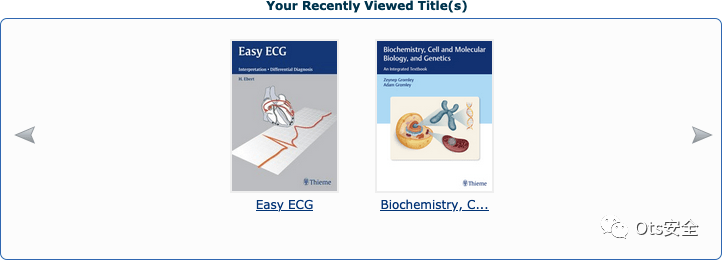 Your Recently Viewed Title(s)
Easy ECG
Interpretation • Differential Diagnosis
H. Ebert
Thieme
Biochemistry, Cell and Molecular
Biology, and Genetics
An Integrated Textbook
Zeynep Gromley
Adam Gromley
Thieme
Easy ECG
Biochemistry, C...
Ots安全